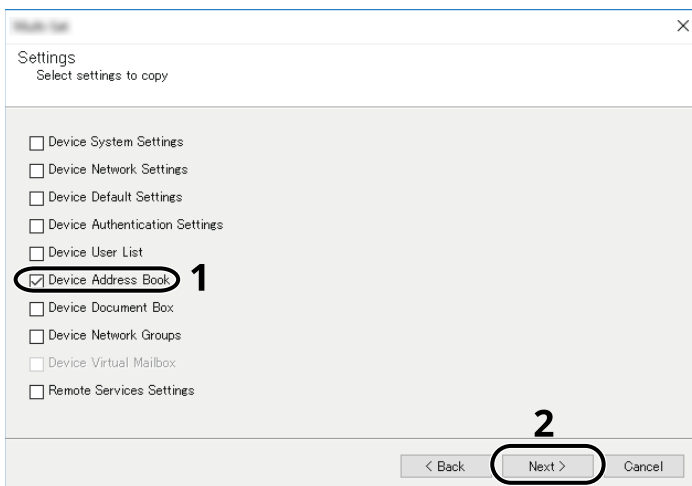 Settings
Select settings to copy
Device System Settings
Device Network Settings
Device Default Settings
Device Authentication Settings
Device User List
Device Address Book 1
Device Document Box
Device Network Groups
Device Virtual Mailbox
Remote Services Settings
2
< Back Next > Cancel